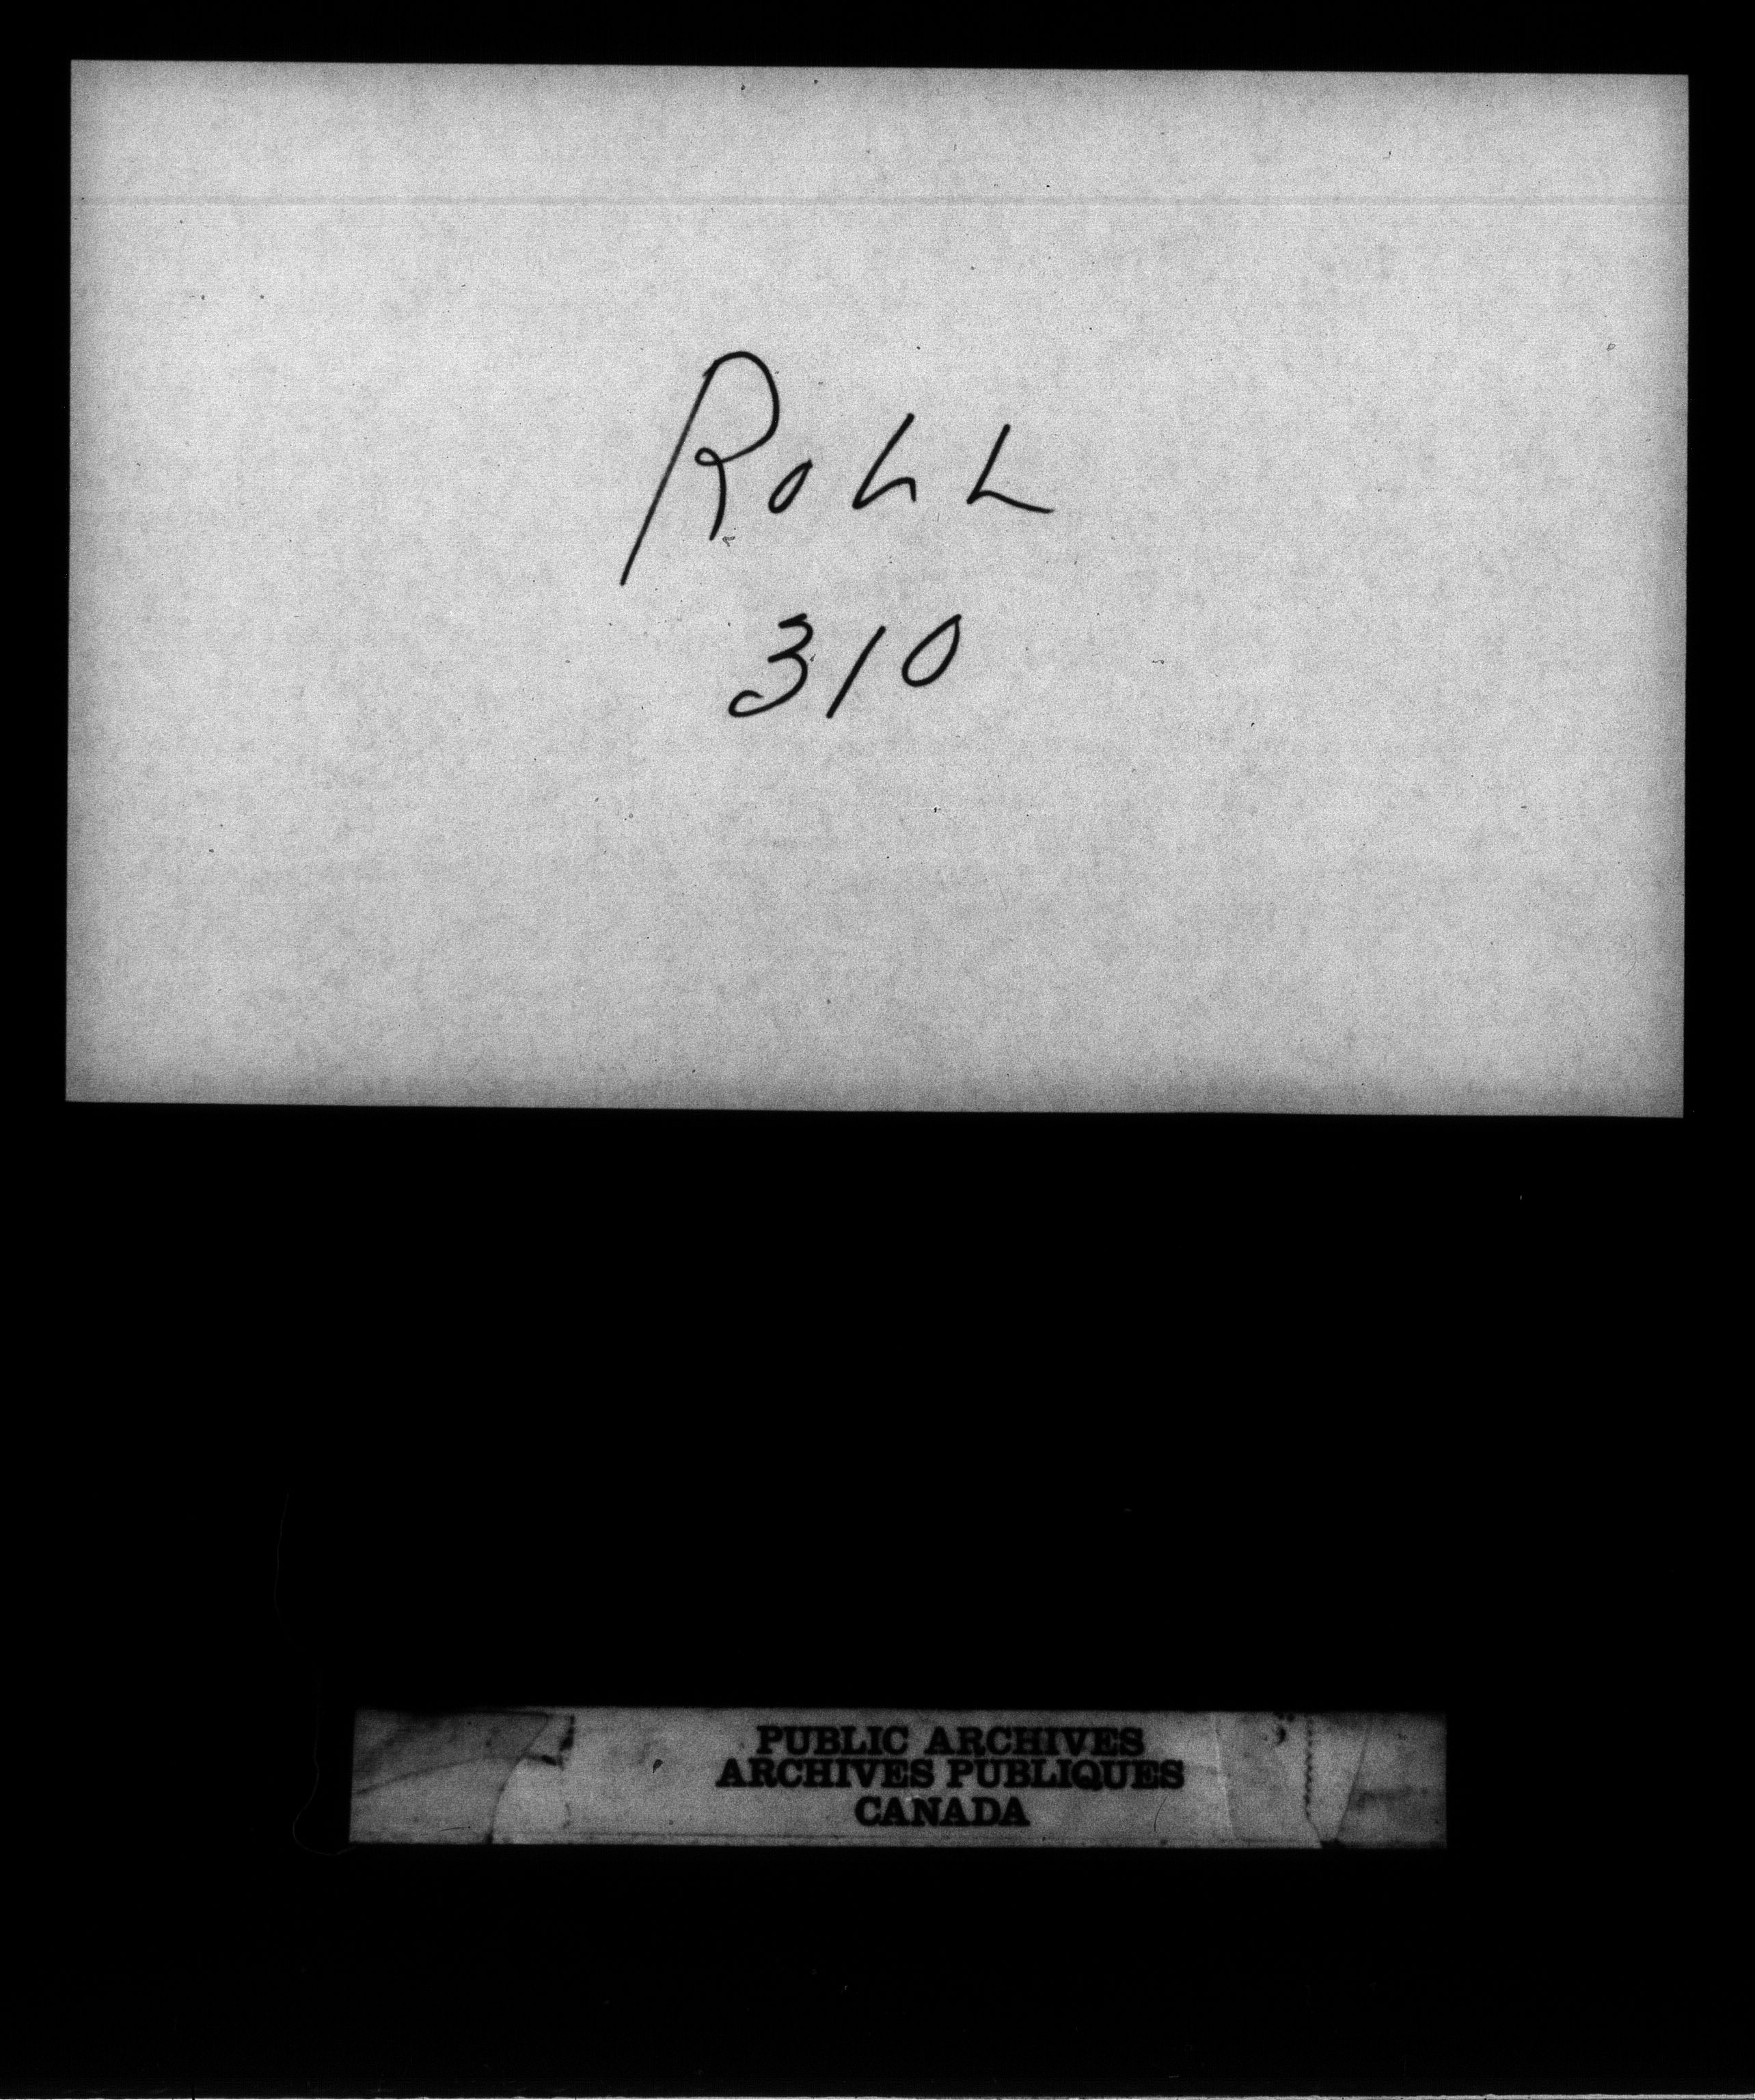 Roll
310
PUBLIC ARCHIVES
ARCHIVES PUBLIQUES
CANADA